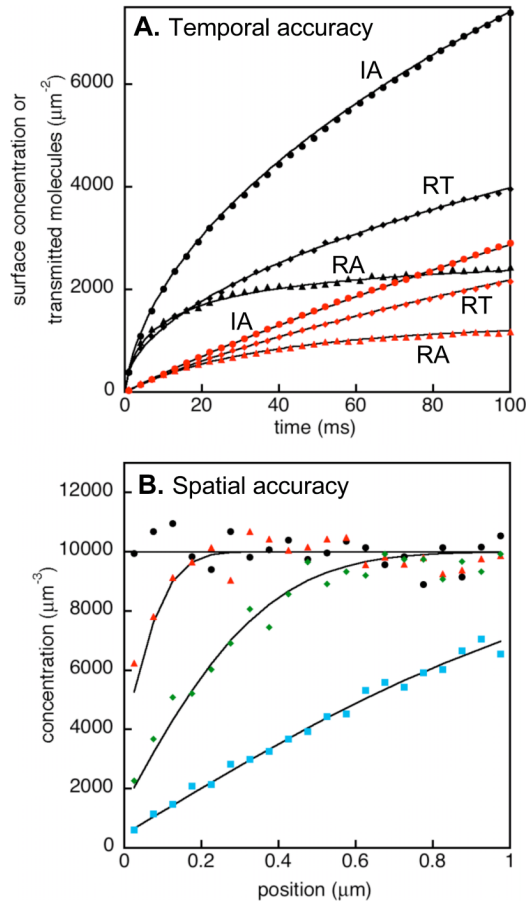 A. Temporal accuracy
surface concentration or
transmitted molecules (μm⁻²)
6000
4000
2000
0
IA
RT
RA
IA
RT
RA
0 20 40 60 80 100
time (ms)
B. Spatial accuracy
concentration (μm⁻³)
12000
10000
8000
6000
4000
2000
0
0 0.2 0.4 0.6 0.8 1
position (μm)